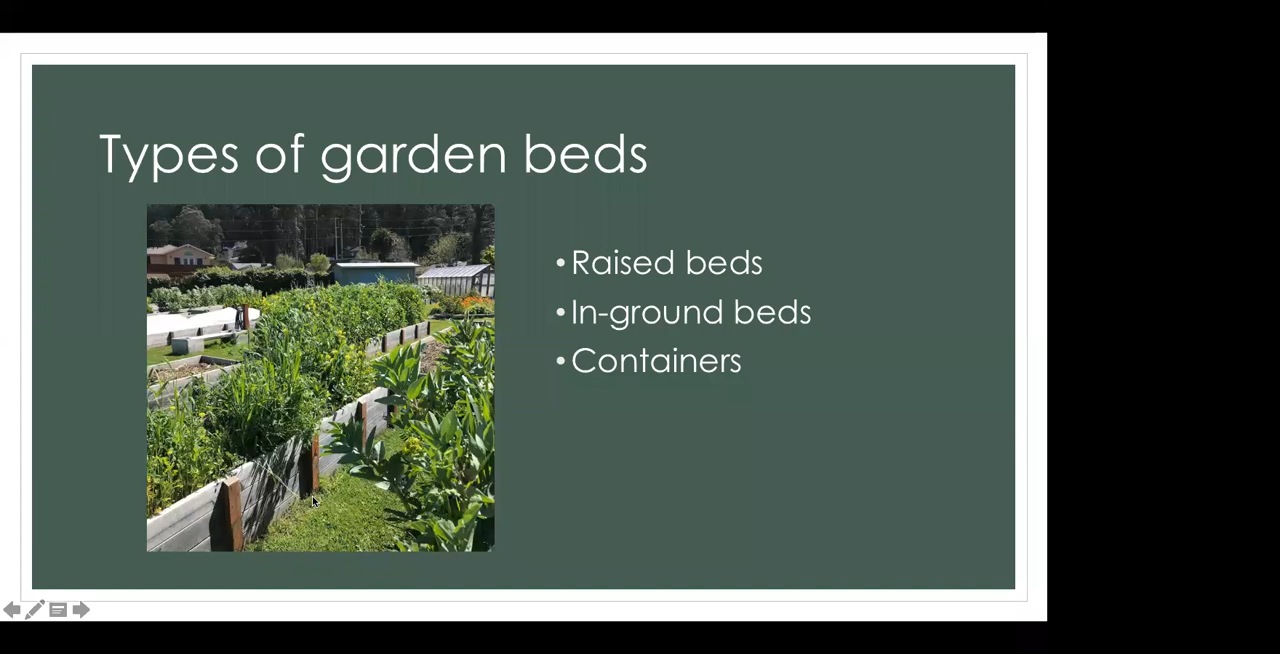 Types of garden beds
• Raised beds
• In-ground beds
• Containers